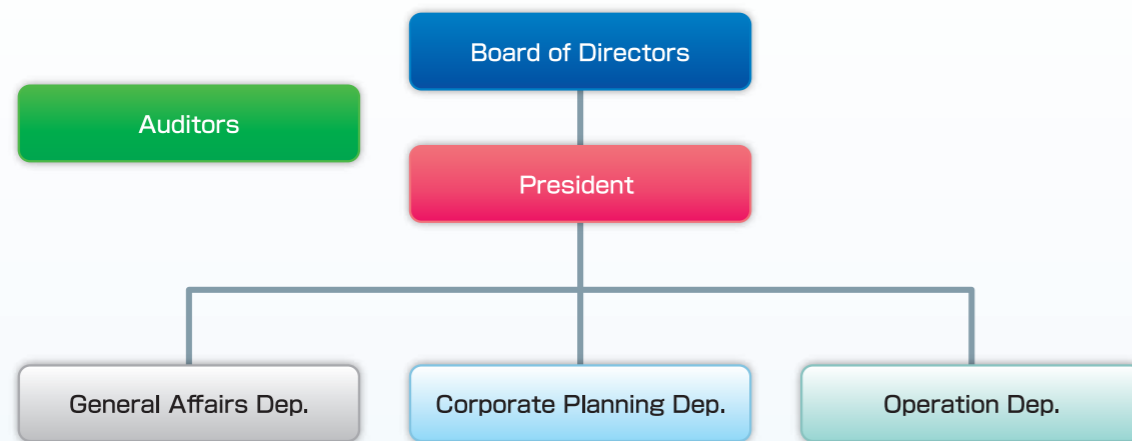 Board of Directors
Auditors
President
General Affairs Dep.
Corporate Planning Dep.
Operation Dep.